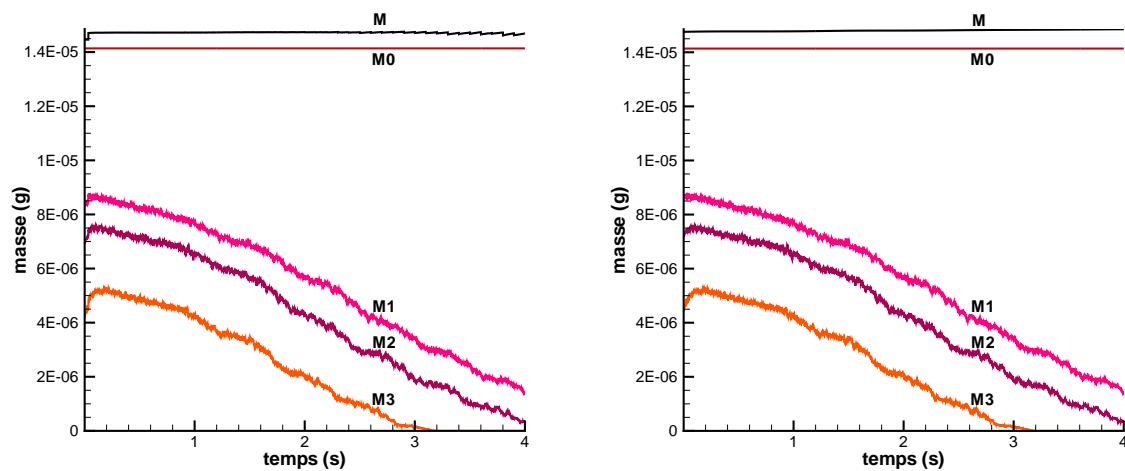 M
1.4E-05
M0
1.2E-05
1E-05
masse (g)
8E-06
6E-06
4E-06
M1
M2
2E-06
M3
0
1
2
3
4
temps (s)
M
1.4E-05
M0
1.2E-05
1E-05
masse (g)
8E-06
6E-06
4E-06
M1
M2
2E-06
M3
0
1
2
3
4
temps (s)